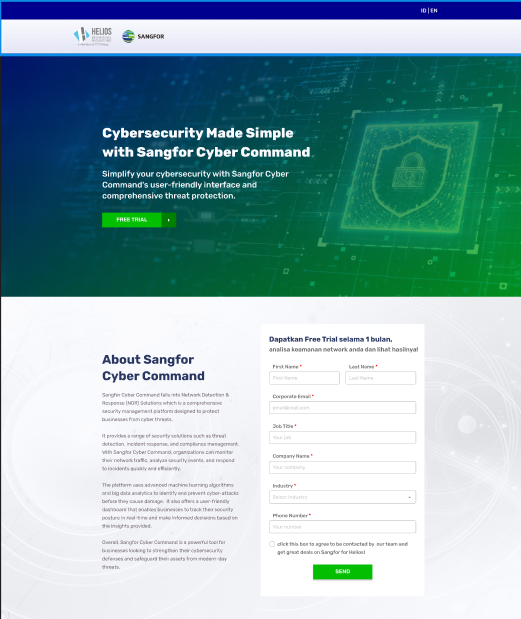 ID | EN
HELIOS
SANGFOR
Cybersecurity Made Simple
with Sangfor Cyber Command
Simplify your cybersecurity with Sangfor Cyber
Command's user-friendly interface and
comprehensive threat protection.
FREE TRIAL
About Sangfor
Cyber Command
Sangfor Cyber Command falls into Network Detection &
Response (NDR) Solutions which is a comprehensive
security management platform designed to protect
businesses from cyber threats.
It provides a range of security solutions such as threat
detection, incident response, and compliance management.
With Sangfor Cyber Command, organizations can monitor
their network traffic, analyze security events, and respond
to incidents quickly and efficiently.
The platform uses advanced machine learning algorithms
and big data analytics to identify and prevent cyber-attacks
before they cause damage. It also offers a user-friendly
dashboard that enables businesses to track their security
posture in real-time and make informed decisions based on
the insights provided.
Overall, Sangfor Cyber Command is a powerful tool for
businesses looking to strengthen their cybersecurity
defenses and safeguard their assets from modern-day
threats.
Dapatkan Free Trial selama 1 bulan,
analisa keamanan network anda dan lihat hasilnya!
First Name * Last Name *
First Name Last Name
Corporate Email *
email@mail.com
Job Title *
Your job
Company Name *
Your company
Industry *
Select Industry
Phone Number *
Your number
click this box to agree to be contacted by our team and
get great deals on Sangfor for Helios!
SEND